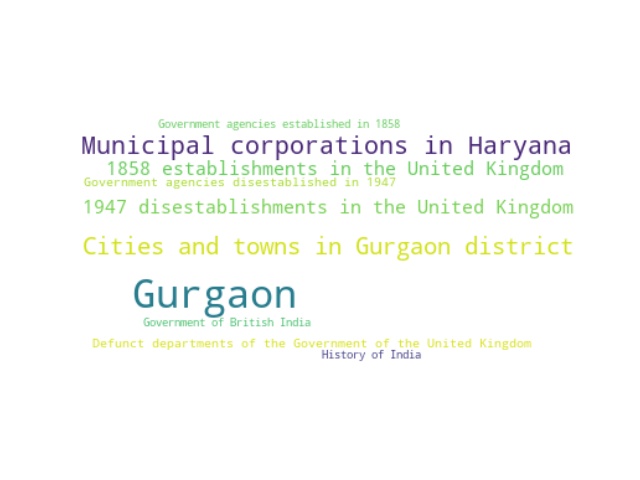 Government agencies established in 1858
Municipal corporations in Haryana
1858 establishments in the United Kingdom
Government agencies disestablished in 1947
1947 disestablishments in the United Kingdom
Cities and towns in Gurgaon district
Gurgaon
Government of British India
Defunct departments of the Government of the United Kingdom
History of India